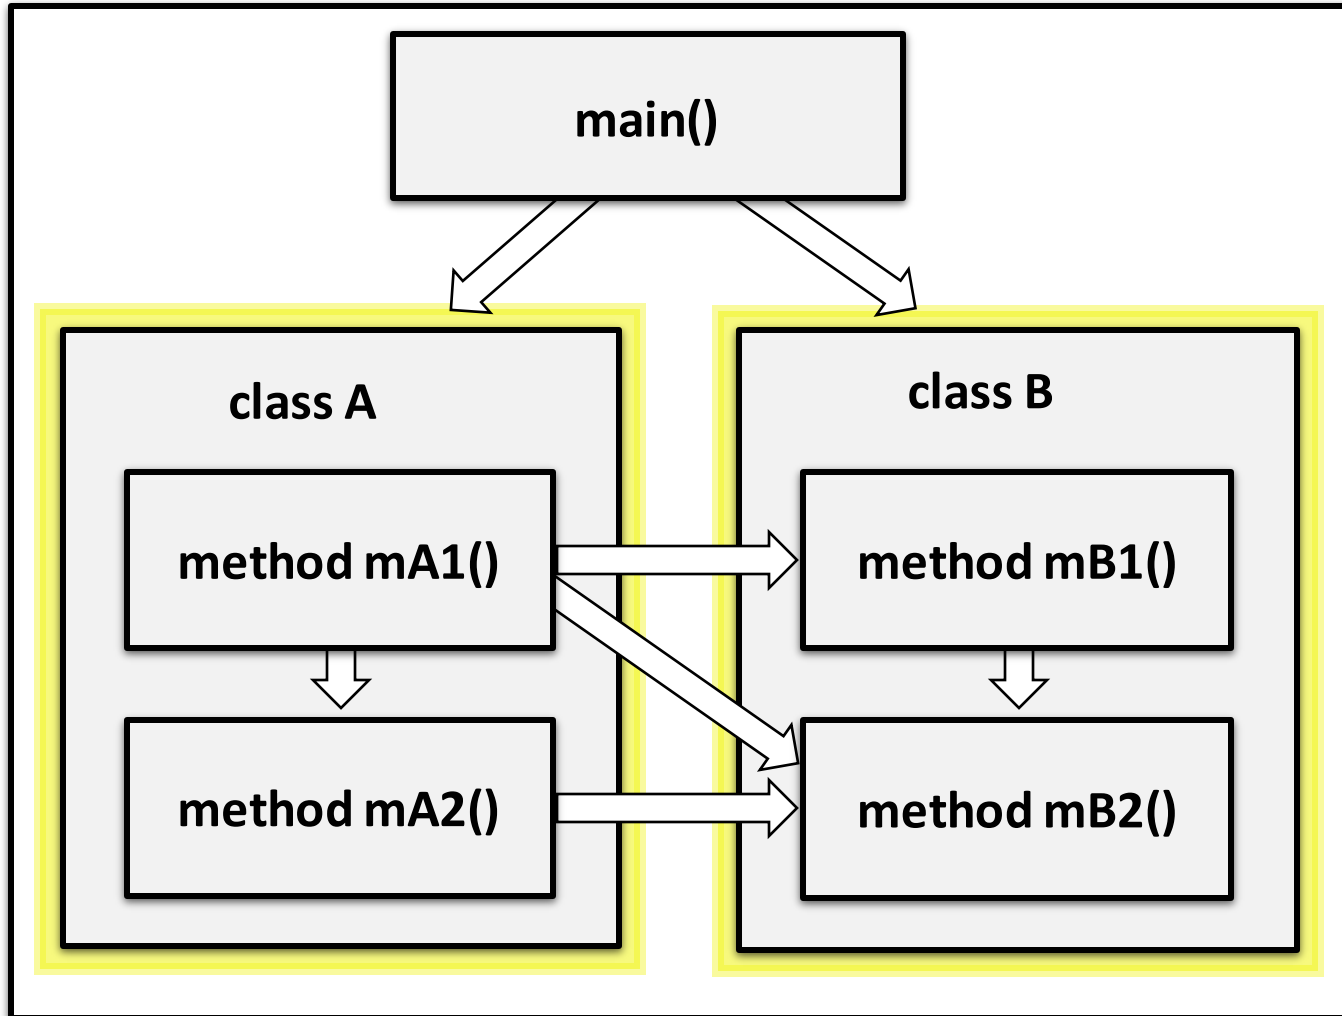 main()
class A
class B
method mA1()
method mB1()
method mA2()
method mB2()